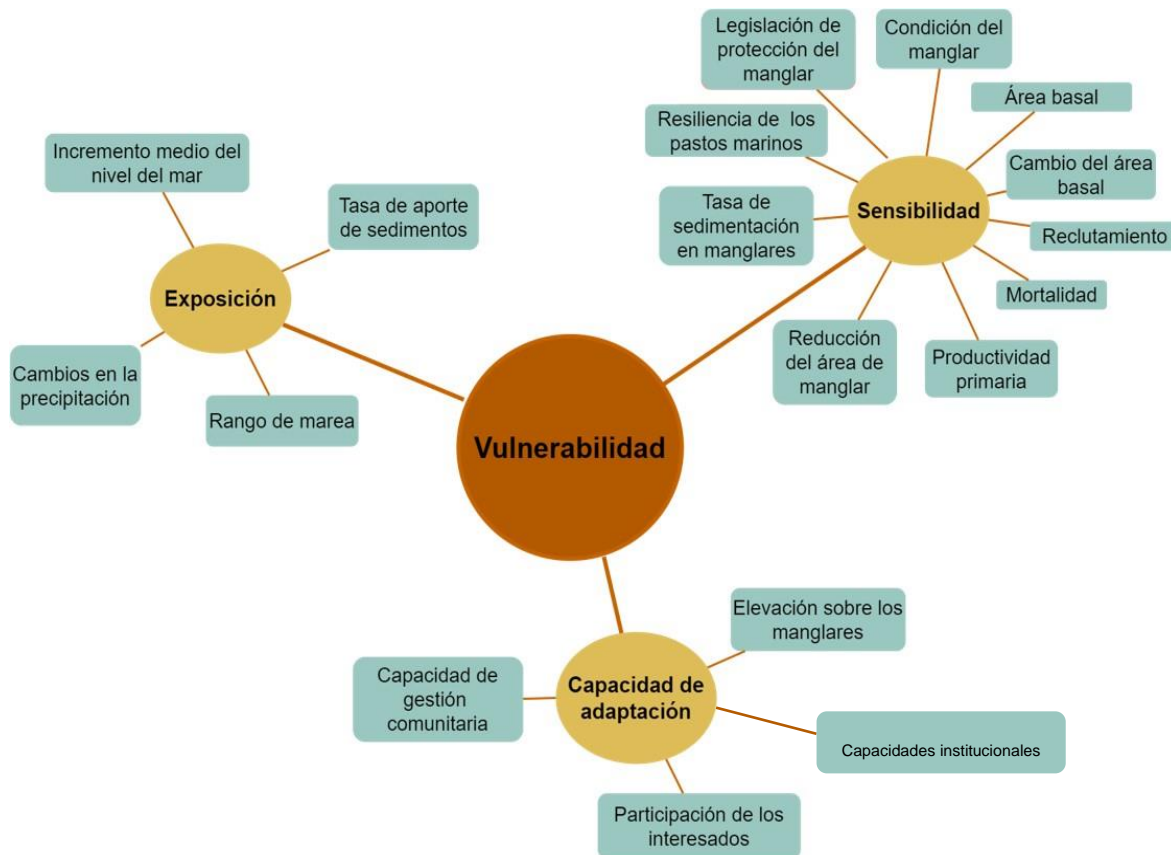 Legislación de
protección del
manglar
Condición del
manglar
Área basal
Resiliencia de los
pastos marinos
Cambio del área
basal
Sensibilidad
Tasa de
sedimentación
en manglares
Reclutamiento
Mortalidad
Reducción
del área de
manglar
Productividad
primaria
Incremento medio del
nivel del mar
Tasa de aporte
de sedimentos
Exposición
Cambios en la
precipitación
Rango de marea
Vulnerabilidad
Elevación sobre los
manglares
Capacidad de
gestión
comunitaria
Capacidad de
adaptación
Capacidades institucionales
Participación de los
interesados